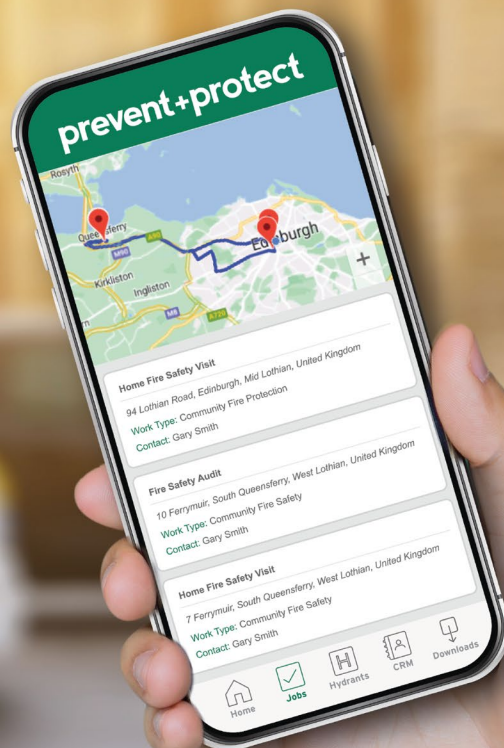 prevent+protect
Rosyth
Queensferry
A90
Edinburgh
M90
Kirkliston
Ingliston
M8
A720
+
Home Fire Safety Visit
94 Lothian Road, Edinburgh, Mid Lothian, United Kingdom
Work Type: Community Fire Protection
Contact: Gary Smith
Fire Safety Audit
10 Ferrymuir, South Queensferry, West Lothian, United Kingdom
Work Type: Community Fire Safety
Contact: Gary Smith
Home Fire Safety Visit
7 Ferrymuir, South Queensferry, West Lothian, United Kingdom
Work Type: Community Fire Safety
Contact: Gary Smith
Home
Jobs
H
Hydrants
CRM
Downloads